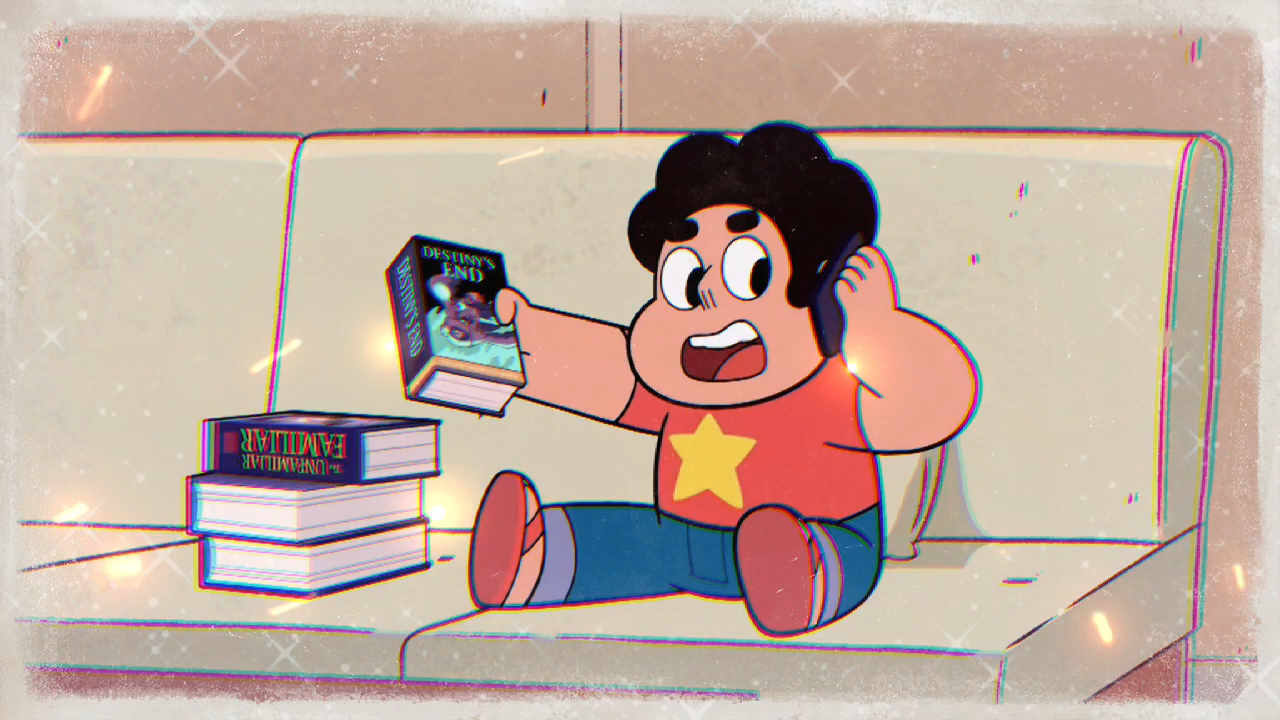 DESTINY'S
END
DESTINY'S END
The
UNFAMILIAR
FAMILIAR